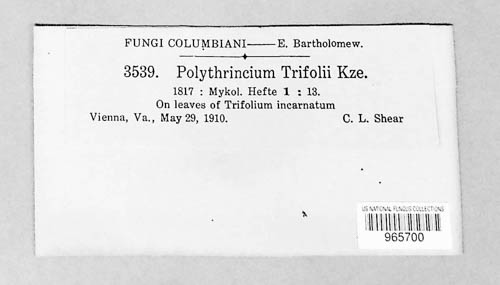 FUNGI COLUMBIANI—E. Bartholomew.
3539. Polythrincium Trifolii Kze.
1817 : Mykol. Hefte 1 : 13.
On leaves of Trifolium incarnatum
Vienna, Va., May 29, 1910. C. L. Shear
US NATIONAL FUNGUS COLLECTIONS
965700